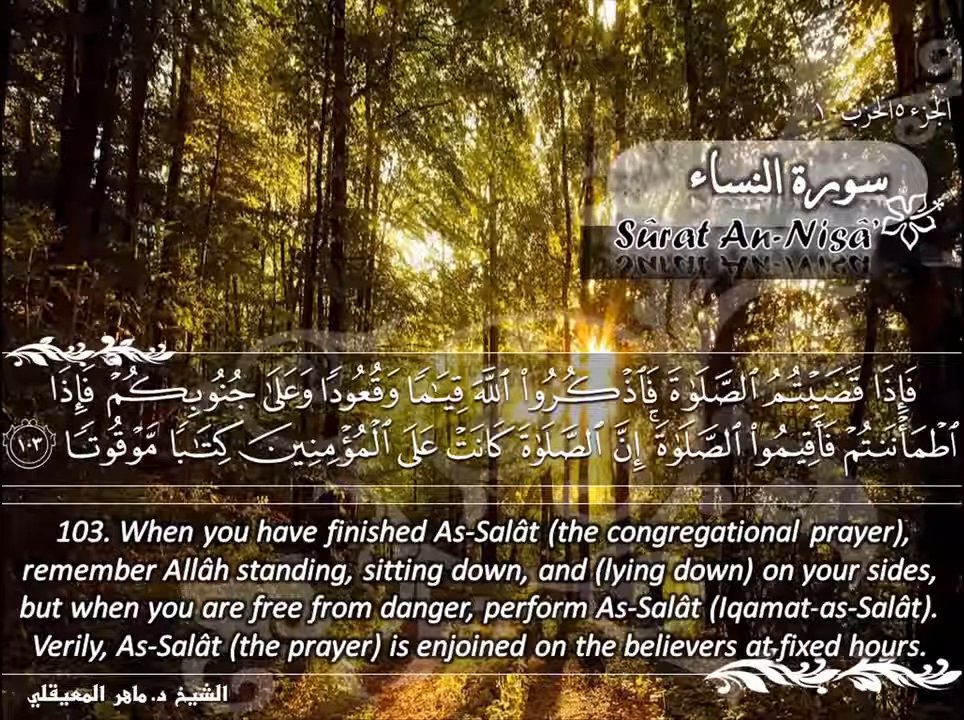 الجزء ٥ الحزب ١٠
سورة النساء
Sûrat An-Nisâ'
فَإِذَا قَضَيْتُمُ ٱلصَّلَوٰةَ فَٱذْكُرُوا۟ ٱللَّهَ قِيَـٰمًا وَقُعُودًا وَعَلَىٰ جُنُوبِكُمْ ۚ فَإِذَا
ٱطْمَأْنَنتُمْ فَأَقِيمُوا۟ ٱلصَّلَوٰةَ ۚ إِنَّ ٱلصَّلَوٰةَ كَانَتْ عَلَى ٱلْمُؤْمِنِينَ كِتَـٰبًا مَّوْقُوتًا ١٠٣
103. When you have finished As-Salât (the congregational prayer),
remember Allâh standing, sitting down, and (lying down) on your sides,
but when you are free from danger, perform As-Salât (Iqamat-as-Salât).
Verily, As-Salât (the prayer) is enjoined on the believers at fixed hours.
الشيخ د. ماهر المعيقلي